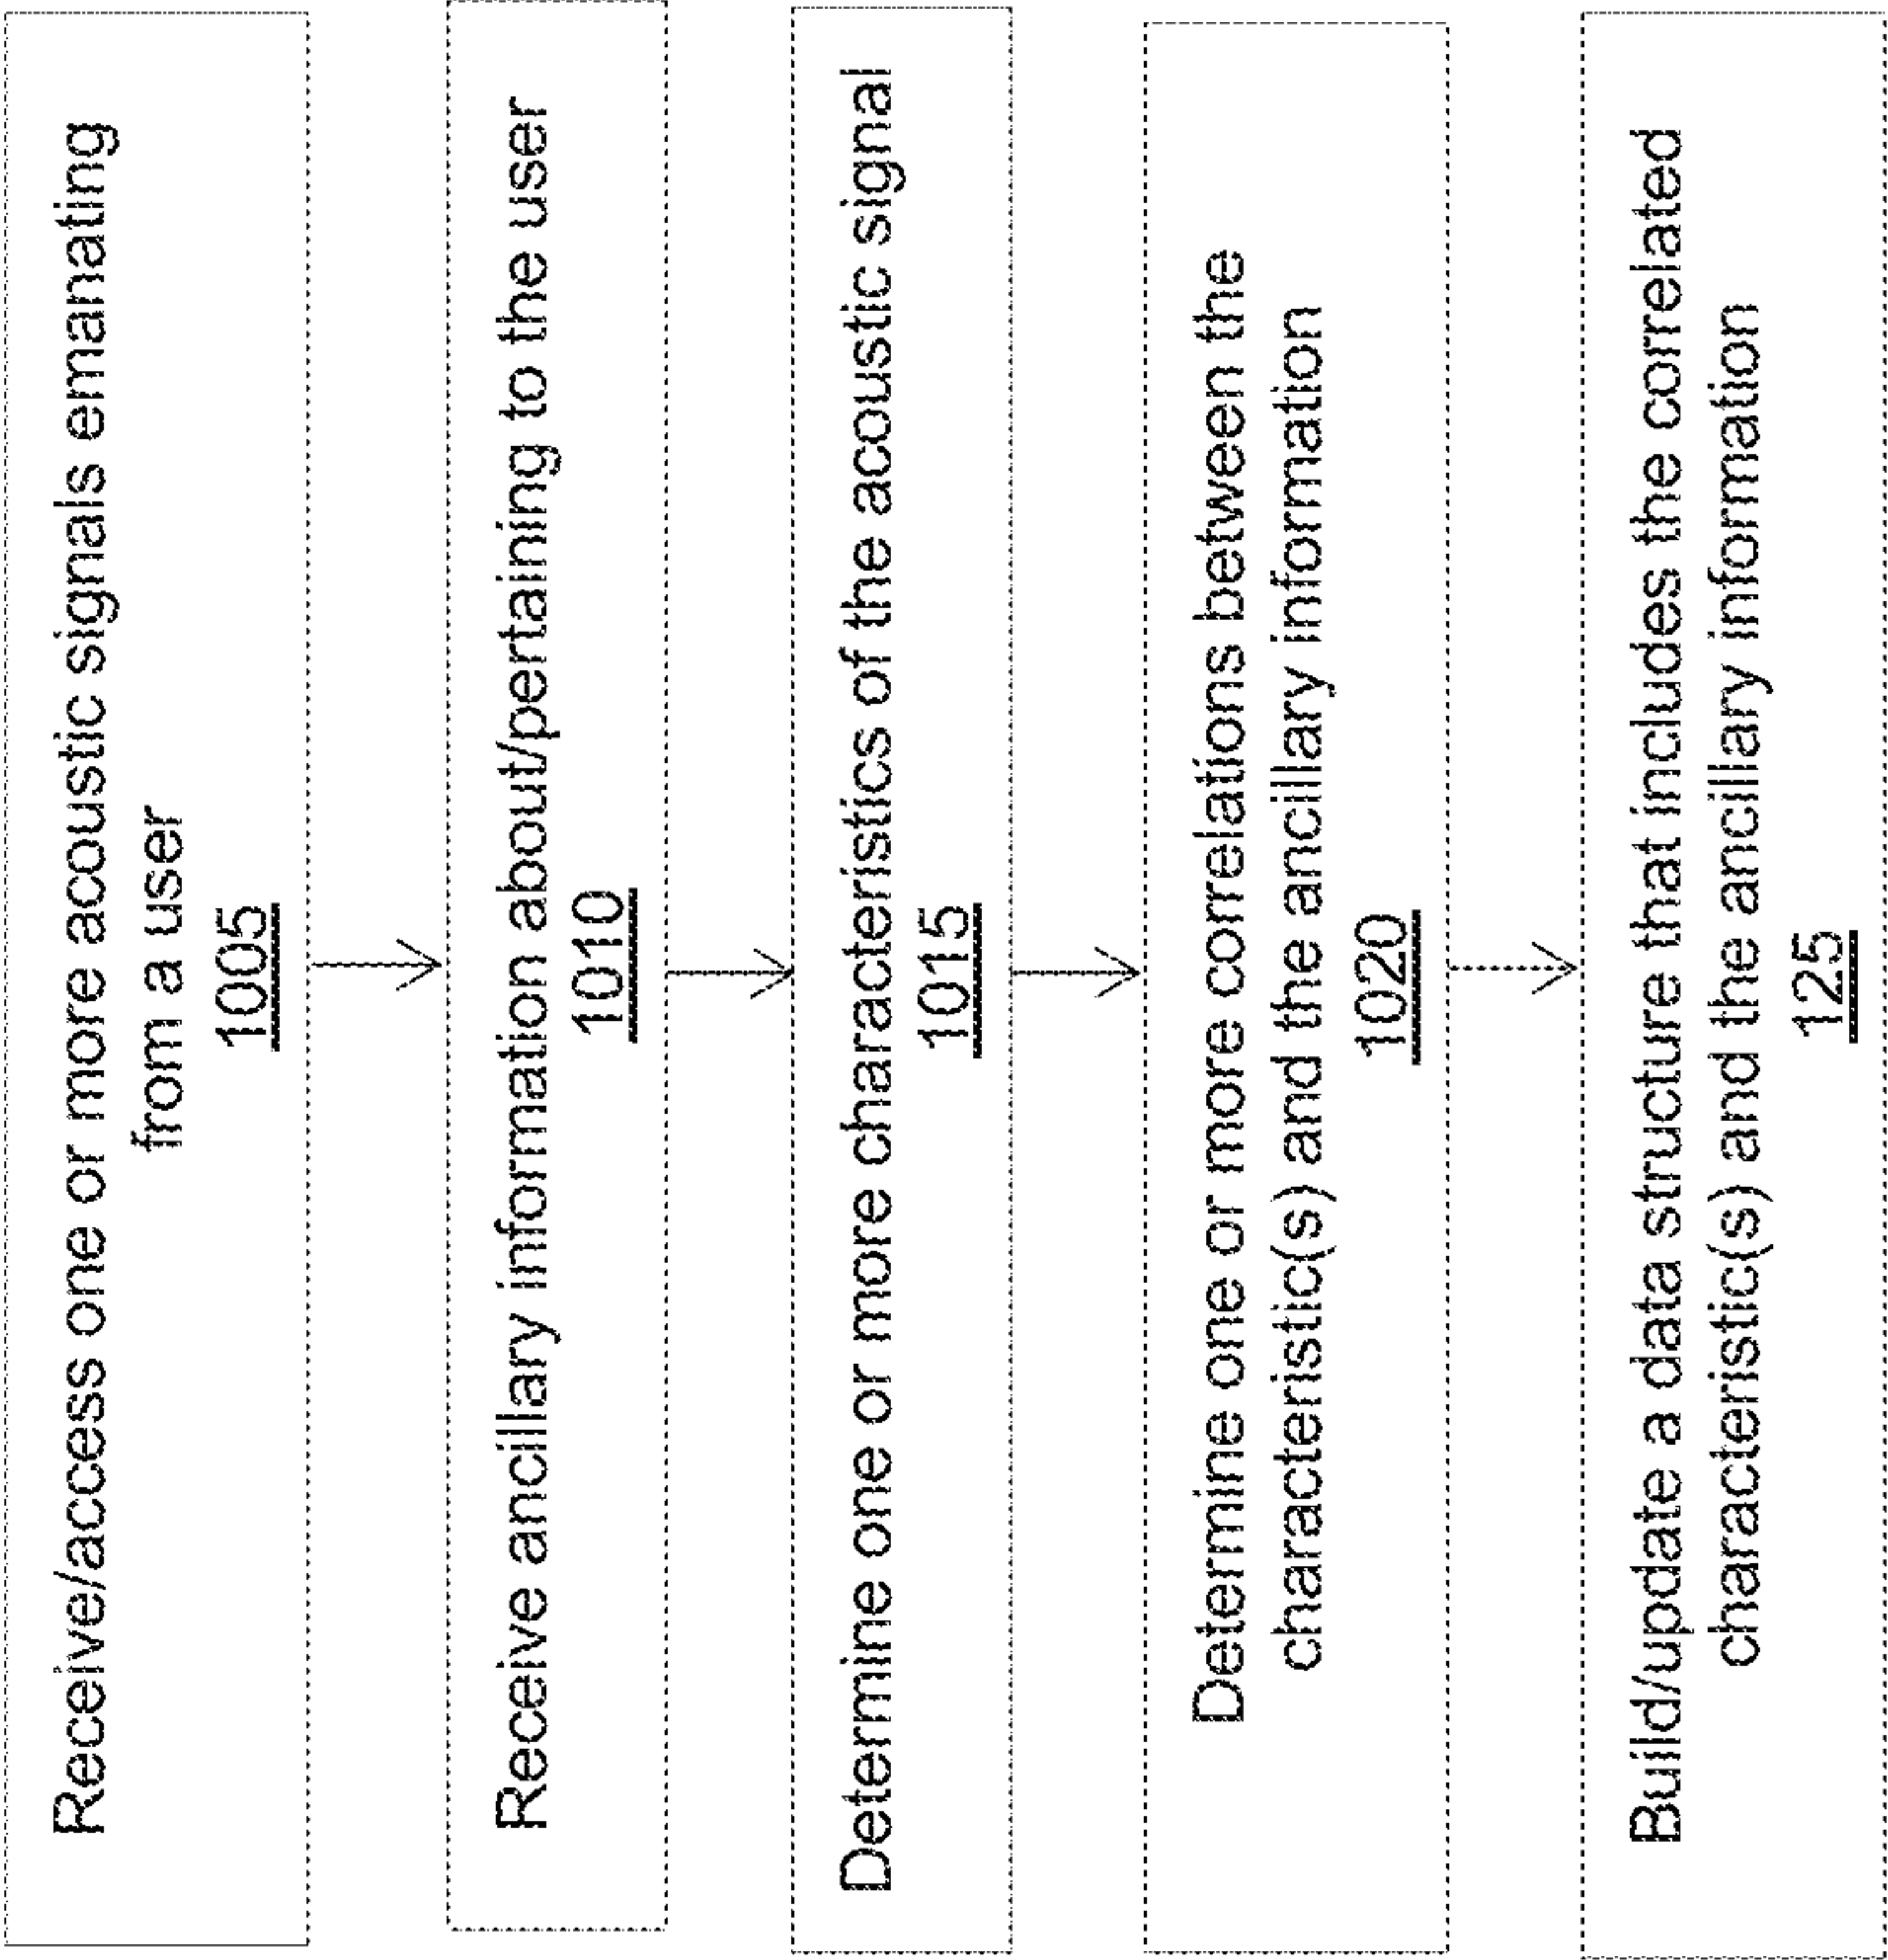 Receive/access one or more acoustic signals emanating
from a user
1005
Receive ancillary information about/pertaining to the user
1010
Determine one or more characteristics of the acoustic signal
1015
Determine one or more correlations between the
characteristic(s) and the ancillary information
1020
Build/update a data structure that includes the correlated
characteristic(s) and the ancillary information
125